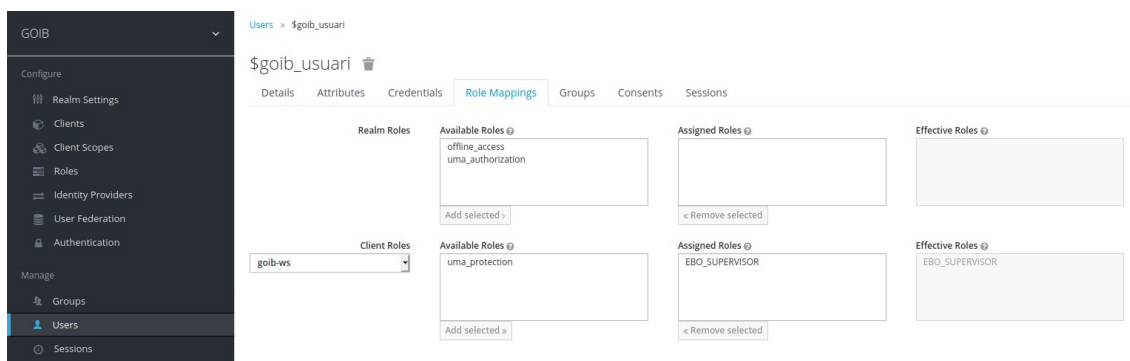 GOIB
Users » $goib_usuari
$goib_usuari
Details Attributes Credentials Role Mappings Groups Consents Sessions
Configure
Realm Settings
Clients
Client Scopes
Roles
Identity Providers
User Federation
Authentication
Manage
Groups
Users
Sessions
Realm Roles
Available Roles
offline_access
uma_authorization
Add selected ›
Assigned Roles
« Remove selected
Effective Roles
Client Roles
goib-ws
Available Roles
uma_protection
Add selected »
Assigned Roles
EBO_SUPERVISOR
« Remove selected
Effective Roles
EBO_SUPERVISOR